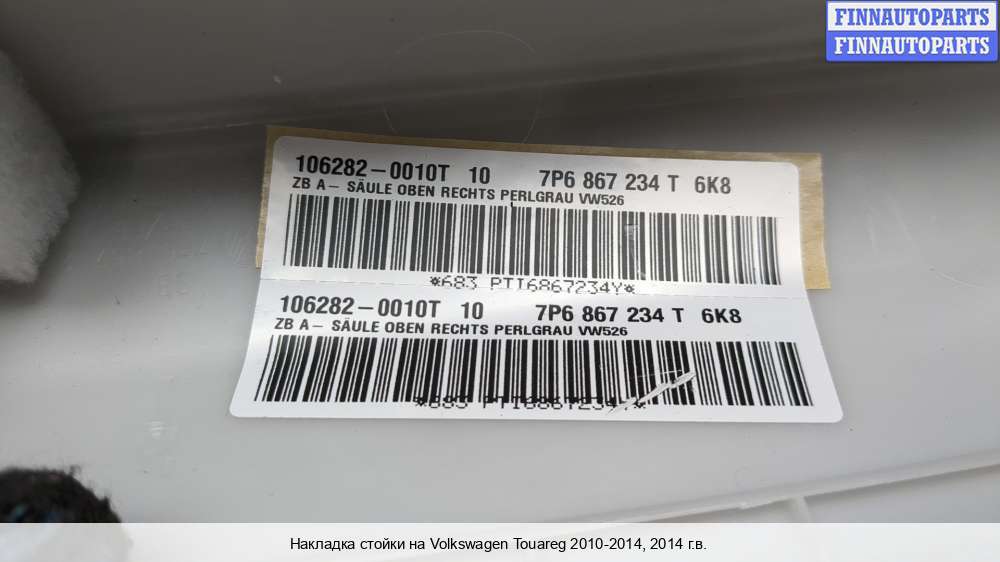 FINNAUTOPARTS
FINNAUTOPARTS
106282-0010T 10 7P6 867 234 T 6K8
ZB A- SÄULE OBEN RECHTS PERLGRAU VW526
*683 PTI6867234Y*
106282-0010T 10 7P6 867 234 T 6K8
ZB A- SÄULE OBEN RECHTS PERLGRAU VW526
Накладка стойки на Volkswagen Touareg 2010-2014, 2014 г.в.